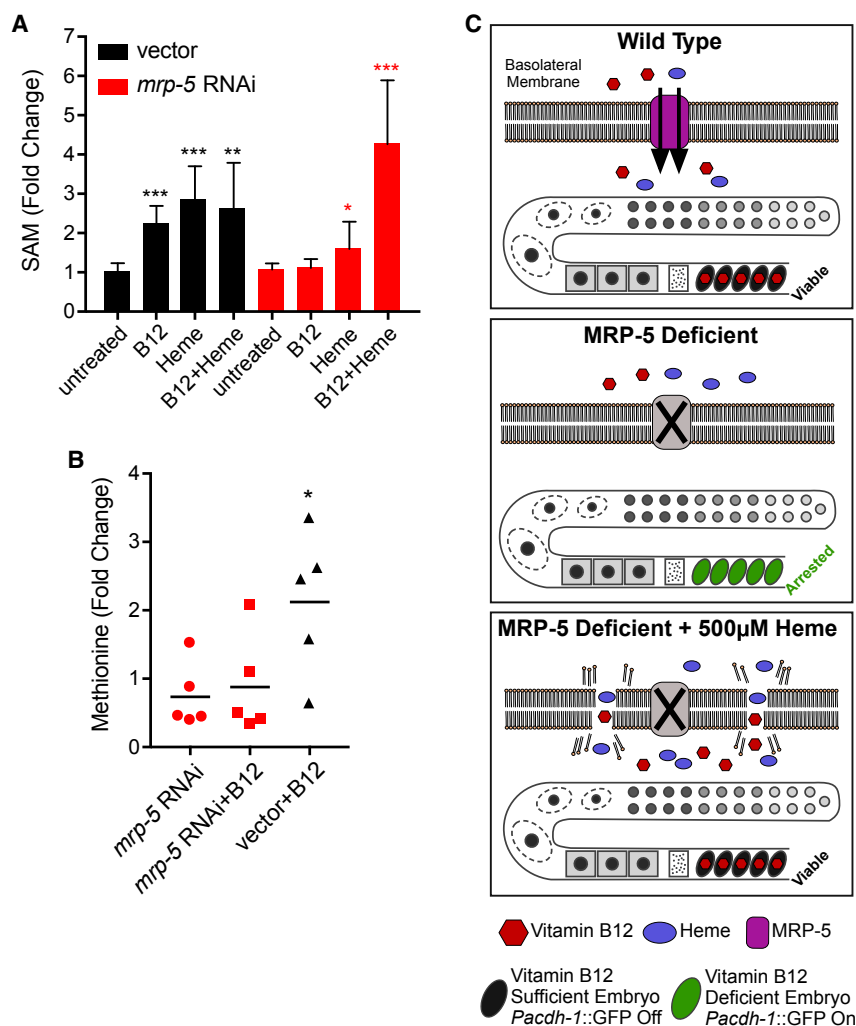 A
vector
mrp-5 RNAi
SAM (Fold Change)
7
6
5
4
3
2
1
0
***
***
**
*
***
untreated
B12
Heme
B12+Heme
untreated
B12
Heme
B12+Heme
B
Methionine (Fold Change)
4
3
2
1
0
*
mrp-5 RNAi
mrp-5 RNAi+B12
vector+B12
C
Wild Type
Basolateral
Membrane
Viable
MRP-5 Deficient
Arrested
MRP-5 Deficient + 500µM Heme
Viable
Vitamin B12
Heme
MRP-5
Vitamin B12
Sufficient Embryo
Pacdh-1::GFP Off
Vitamin B12
Deficient Embryo
Pacdh-1::GFP On